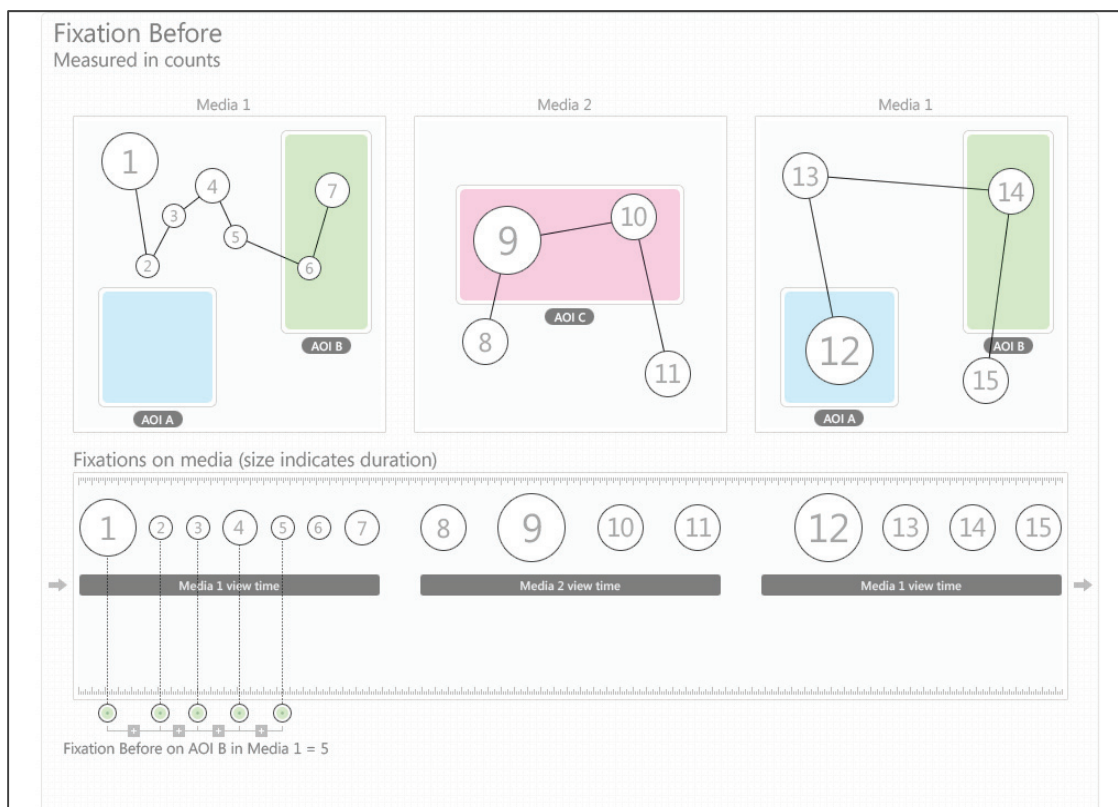 Fixation Before
Measured in counts
Media 1
Media 2
Media 1
1
2
3
4
5
6
7
AOI B
AOI A
8
9
10
11
AOI C
12
13
14
15
AOI B
AOI A
Fixations on media (size indicates duration)
1 2 3 4 5 6 7 8 9 10 11 12 13 14 15
Media 1 view time
Media 2 view time
Media 1 view time
+ + + +
Fixation Before on AOI B in Media 1 = 5